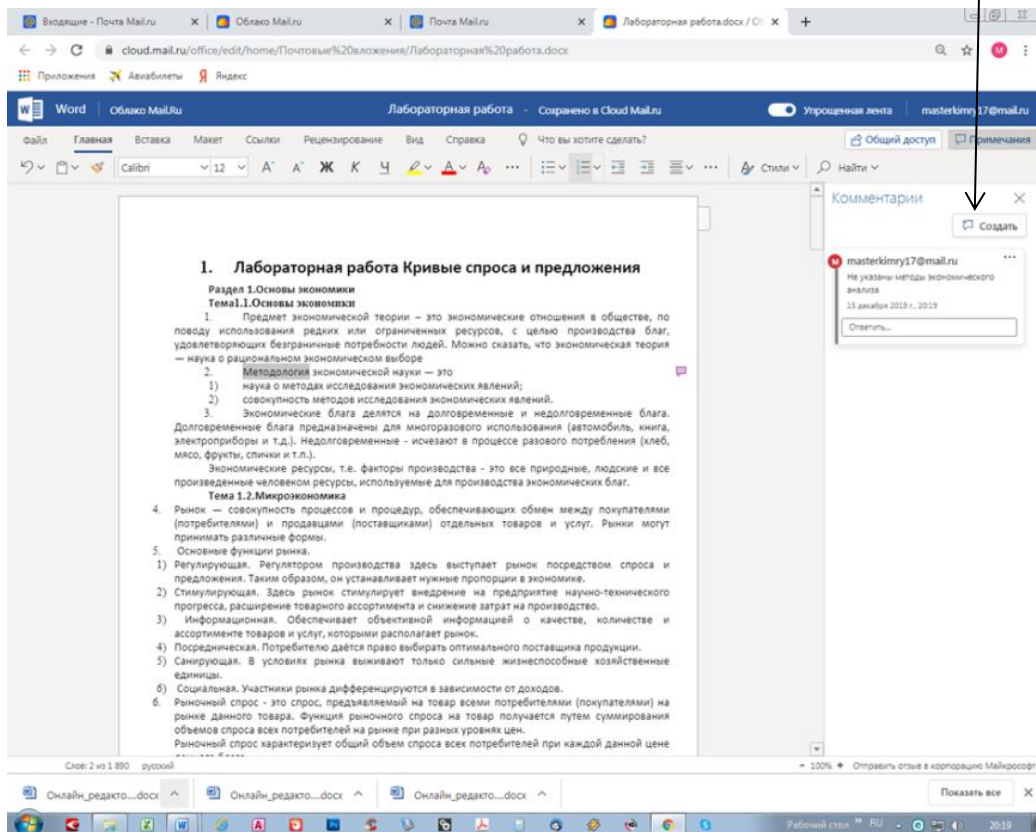 Входящие - Почта Mail.ru
Облако Mail.ru
Почта Mail.ru
Лабораторная работа.docx / О
cloud.mail.ru/office/edit/home/Почтовые%20вложения/Лабораторная%20работа.docx
М
Приложения Авиабилеты Яндекс
Word Облако Mail.Ru Лабораторная работа - Сохранено в Cloud Mail.ru Упрощенная лента masterkimry17@mail.ru
Файл Главная Вставка Макет Ссылки Рецензирование Вид Справка Что вы хотите сделать? Общий доступ Примечания
Calibri 12 А А Ж К Ч А Стили Найти
Комментарии
Создать
masterkimry17@mail.ru
Не указаны методы экономического
анализа
15 декабря 2019 г., 20:19
Ответить...
1. Лабораторная работа Кривые спроса и предложения
Раздел 1.Основы экономики
Тема1.1.Основы экономики
1. Предмет экономической теории – это экономические отношения в обществе, по
поводу использования редких или ограниченных ресурсов, с целью производства благ,
удовлетворяющих безграничные потребности людей. Можно сказать, что экономическая теория
— наука о рациональном экономическом выборе
2. Методология экономической науки — это
1) наука о методах исследования экономических явлений;
2) совокупность методов исследования экономических явлений.
3. Экономические блага делятся на долговременные и недолговременные блага.
Долговременные блага предназначены для многоразового использования (автомобиль, книга,
электроприборы и т.д.). Недолговременные - исчезают в процессе разового потребления (хлеб,
мясо, фрукты, спички и т.п.).
Экономические ресурсы, т.е. факторы производства - это все природные, людские и все
произведенные человеком ресурсы, используемые для производства экономических благ.
Тема 1.2.Микроэкономика
4. Рынок — совокупность процессов и процедур, обеспечивающих обмен между покупателями
(потребителями) и продавцами (поставщиками) отдельных товаров и услуг. Рынки могут
принимать различные формы.
5. Основные функции рынка.
1) Регулирующая. Регулятором производства здесь выступает рынок посредством спроса и
предложения. Таким образом, он устанавливает нужные пропорции в экономике.
2) Стимулирующая. Здесь рынок стимулирует внедрение на предприятие научно-технического
прогресса, расширение товарного ассортимента и снижение затрат на производство.
3) Информационная. Обеспечивает объективной информацией о качестве, количестве и
ассортименте товаров и услуг, которыми располагает рынок.
4) Посредническая. Потребителю даётся право выбирать оптимального поставщика продукции.
5) Санирующая. В условиях рынка выживают только сильные жизнеспособные хозяйственные
единицы.
6) Социальная. Участники рынка дифференцируются в зависимости от доходов.
6. Рыночный спрос - это спрос, предъявляемый на товар всеми потребителями (покупателями) на
рынке данного товара. Функция рыночного спроса на товар получается путем суммирования
объемов спроса всех потребителей на рынке при разных уровнях цен.
Рыночный спрос характеризует общий объем спроса всех потребителей при каждой данной цене
Слов: 2 из 1 890 русский 100% Отправить отзыв в корпорацию Майкрософт
Онлайн_редакто....docx Онлайн_редакто....docx Онлайн_редакто....docx Показать все
Рабочий стол RU 20:19